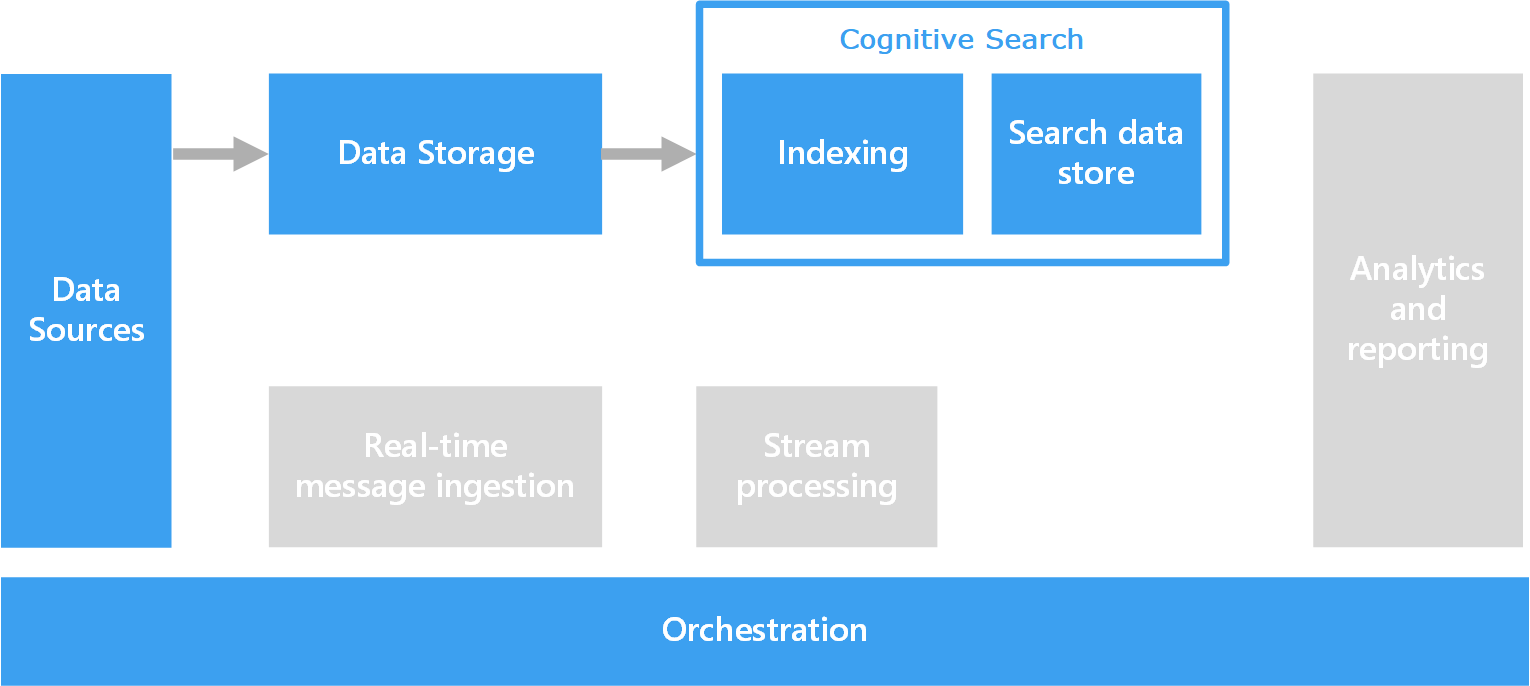 Cognitive Search
Data
Sources
Data Storage
Indexing
Search data
store
Analytics
and
reporting
Real-time
message ingestion
Stream
processing
Orchestration